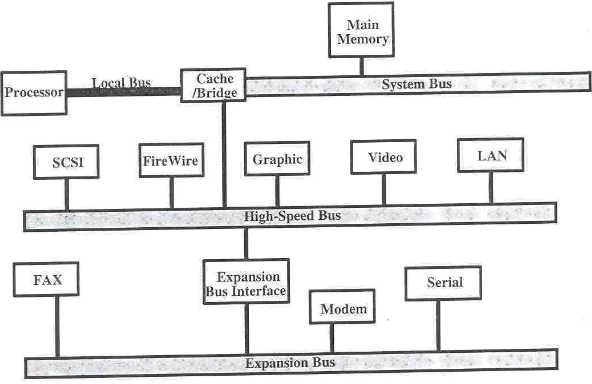 Main
Memory
Processor
Local Bus
Cache
/Bridge
System Bus
SCSI
FireWire
Graphic
Video
LAN
High-Speed Bus
FAX
Expansion
Bus Interface
Modem
Serial
Expansion Bus